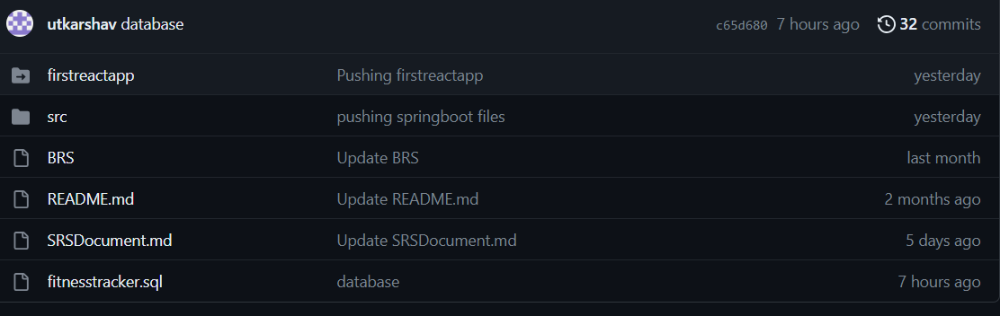 utkarshav database c65d680 7 hours ago 32 commits
firstreactapp Pushing firstreactapp yesterday
src pushing springboot files yesterday
BRS Update BRS last month
README.md Update README.md 2 months ago
SRSDocument.md Update SRSDocument.md 5 days ago
fitnesstracker.sql database 7 hours ago